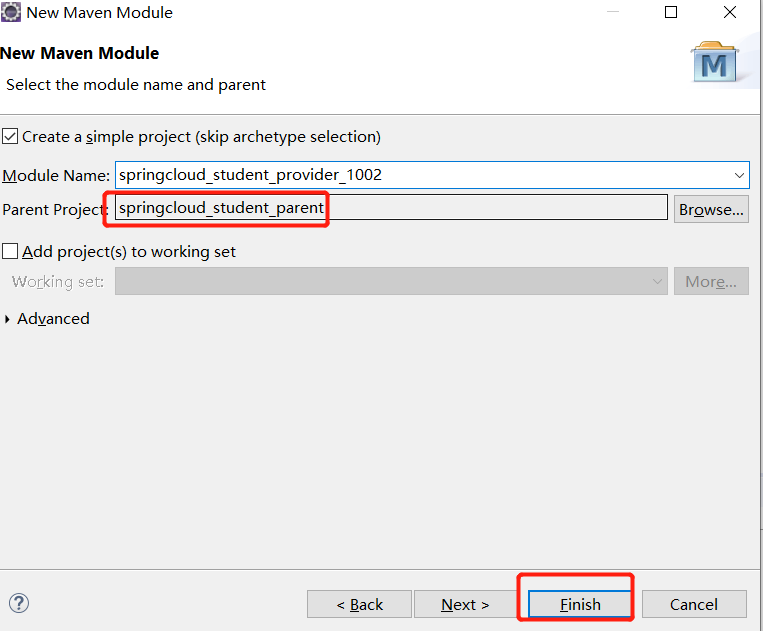 New Maven Module
New Maven Module
Select the module name and parent
M
Create a simple project (skip archetype selection)
Module Name: springcloud_student_provider_1002
Parent Project: springcloud_student_parent Browse...
Add project(s) to working set
Working set: More...
Advanced
? < Back Next > Finish Cancel